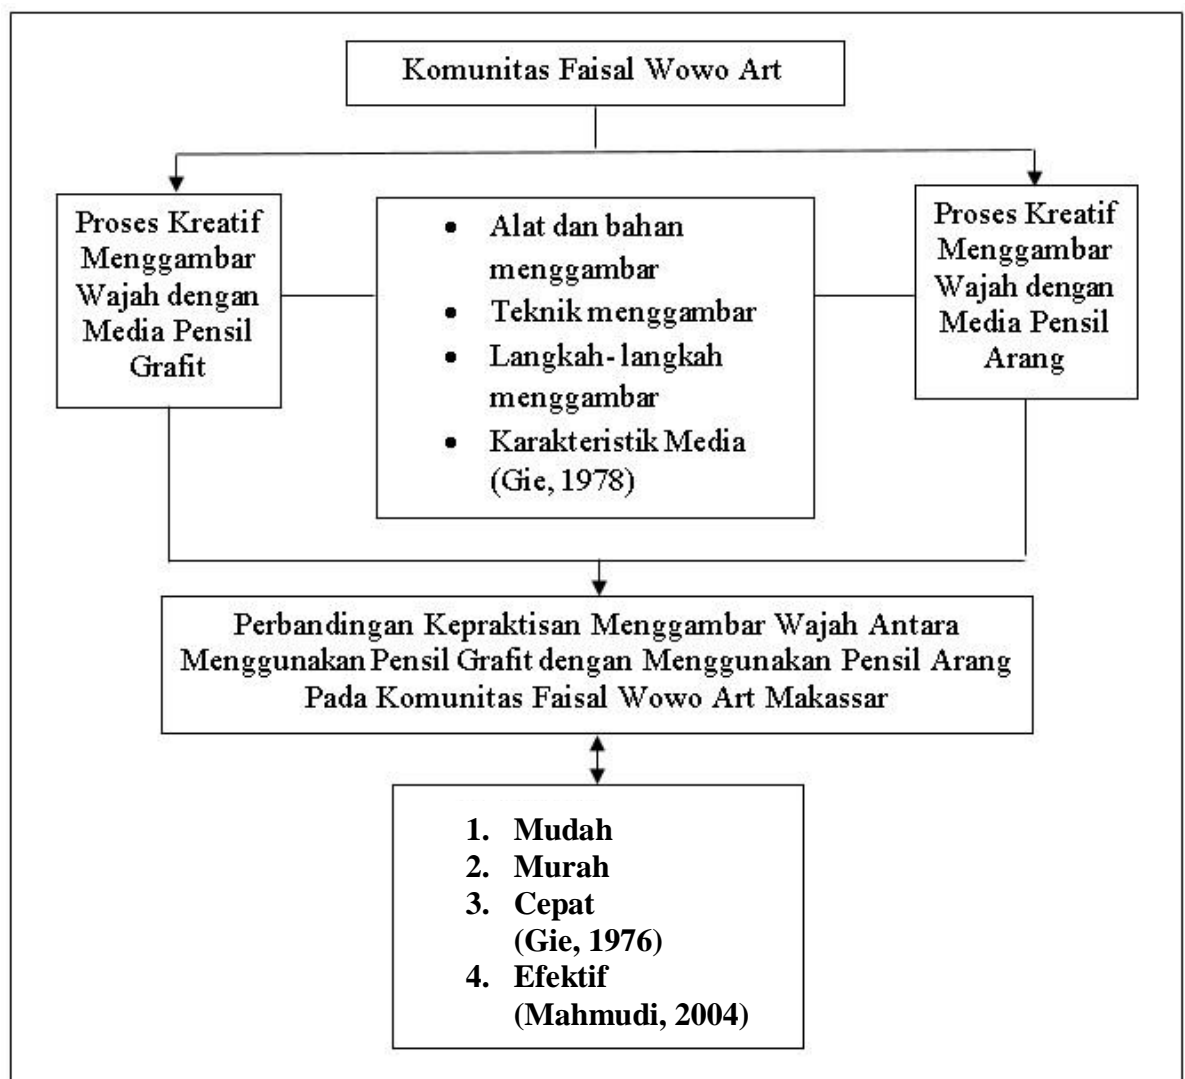 Komunitas Faisal Wowo Art
Proses Kreatif
Menggambar
Wajah dengan
Media Pensil
Grafit
• Alat dan bahan
menggambar
• Teknik menggambar
• Langkah- langkah
menggambar
• Karakteristik Media
(Gie, 1978)
Proses Kreatif
Menggambar
Wajah dengan
Media Pensil
Arang
Perbandingan Kepraktisan Menggambar Wajah Antara
Menggunakan Pensil Grafit dengan Menggunakan Pensil Arang
Pada Komunitas Faisal Wowo Art Makassar
1. Mudah
2. Murah
3. Cepat
(Gie, 1976)
4. Efektif
(Mahmudi, 2004)